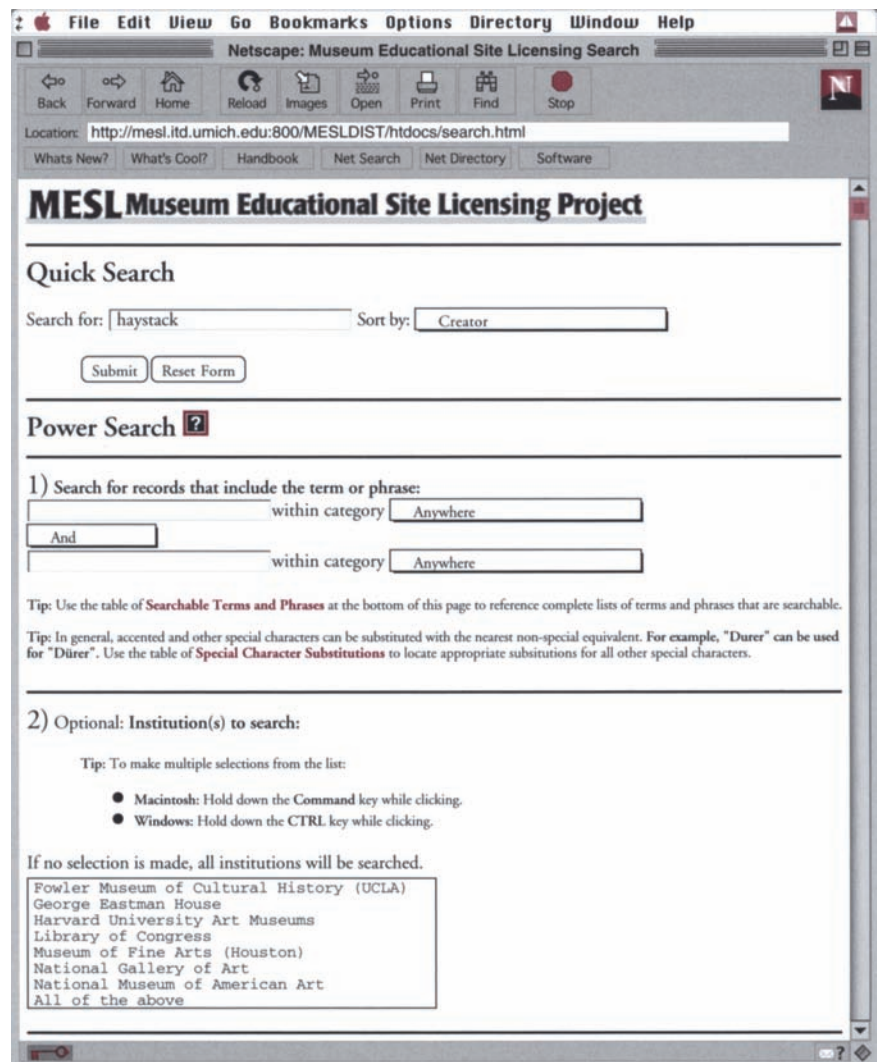 File Edit View Go Bookmarks Options Directory Window Help
Netscape: Museum Educational Site Licensing Search
Back Forward Home Reload Images Open Print Find Stop
N
Location: http://mesl.itd.umich.edu:800/MESLDIST/htdocs/search.html
Whats New? What's Cool? Handbook Net Search Net Directory Software
MESL Museum Educational Site Licensing Project
Quick Search
Search for: haystack Sort by: Creator
Submit Reset Form
Power Search ?
1) Search for records that include the term or phrase:
within category Anywhere
And
within category Anywhere
Tip: Use the table of Searchable Terms and Phrases at the bottom of this page to reference complete lists of terms and phrases that are searchable.
Tip: In general, accented and other special characters can be substituted with the nearest non-special equivalent. For example, "Durer" can be used
for "Dürer". Use the table of Special Character Substitutions to locate appropriate subsitutions for all other special characters.
2) Optional: Institution(s) to search:
Tip: To make multiple selections from the list:
● Macintosh: Hold down the Command key while clicking.
● Windows: Hold down the CTRL key while clicking.
If no selection is made, all institutions will be searched.
Fowler Museum of Cultural History (UCLA)
George Eastman House
Harvard University Art Museums
Library of Congress
Museum of Fine Arts (Houston)
National Gallery of Art
National Museum of American Art
All of the above
?